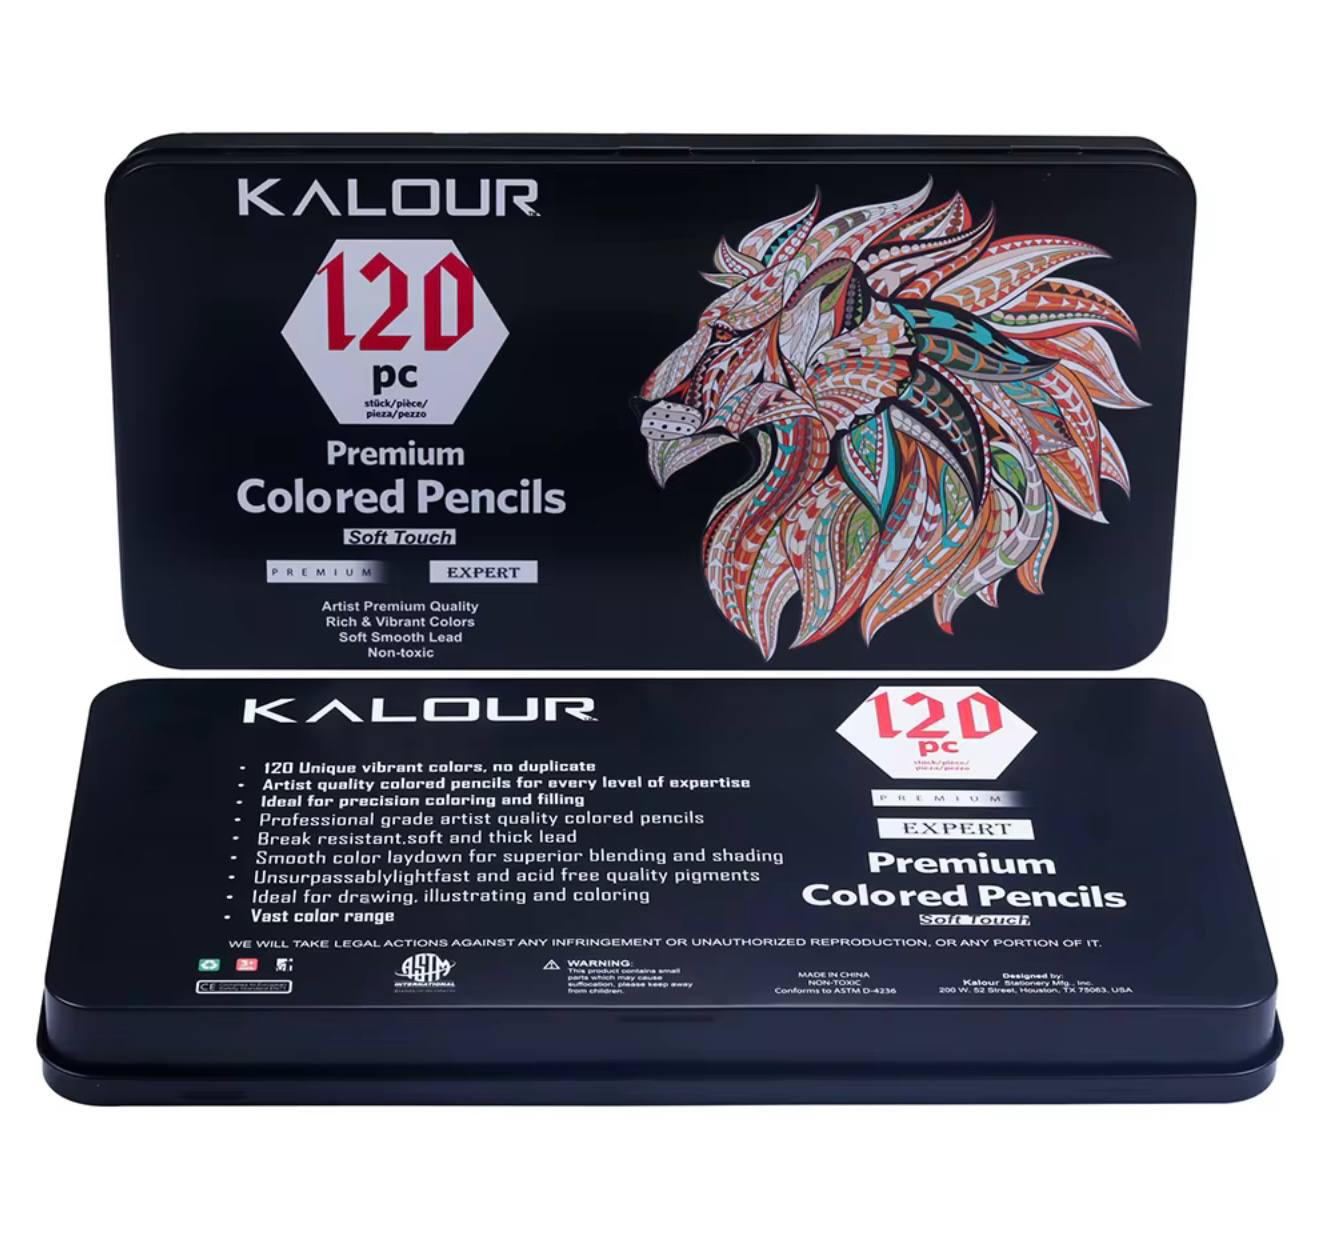 KALOUR
120
pc
stück/pièce/
pieza/pezzo
Premium
Colored Pencils
Soft Touch
PREMIUM
EXPERT
Artist Premium Quality
Rich & Vibrant Colors
Soft Smooth Lead
Non-toxic
KALOUR
• 120 Unique vibrant colors, no duplicate
• Artist quality colored pencils for every level of expertise
• Ideal for precision coloring and filling
• Professional grade artist quality colored pencils
• Break resistant,soft and thick lead
• Smooth color laydown for superior blending and shading
• Unsurpassablylightfast and acid free quality pigments
• Ideal for drawing, illustrating and coloring
• Vast color range
120
pc
stück/pièce/
pieza/pezzo
PREMIUM
EXPERT
Premium
Colored Pencils
Soft Touch
WE WILL TAKE LEGAL ACTIONS AGAINST ANY INFRINGEMENT OR UNAUTHORIZED REPRODUCTION, OR ANY PORTION OF IT.
3+
CE
ASTM
INTERNATIONAL
WARNING:
This product contains small
parts which may cause
suffocation, please keep away
from children.
MADE IN CHINA
NON-TOXIC
Conforms to ASTM D-4236
Designed by:
Kalour Stationery Mfg., Inc.
200 W. 52 Street, Houston, TX 75063, USA